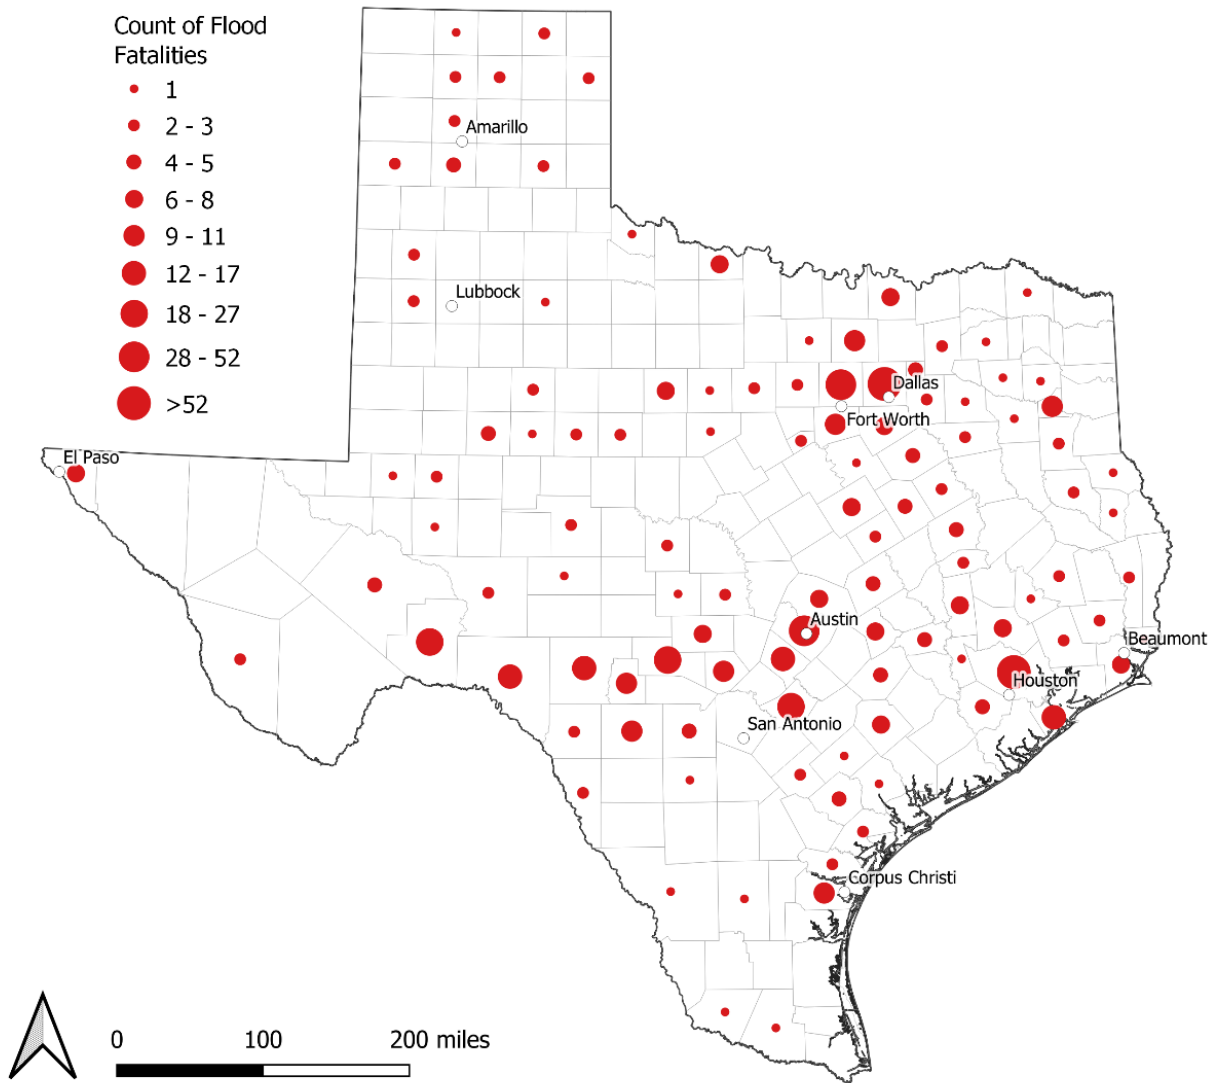 Count of Flood
Fatalities
1
2 - 3
4 - 5
6 - 8
9 - 11
12 - 17
18 - 27
28 - 52
>52
Amarillo
Lubbock
Dallas
Fort Worth
El Paso
Austin
Beaumont
Houston
San Antonio
Corpus Christi
0 100 200 miles